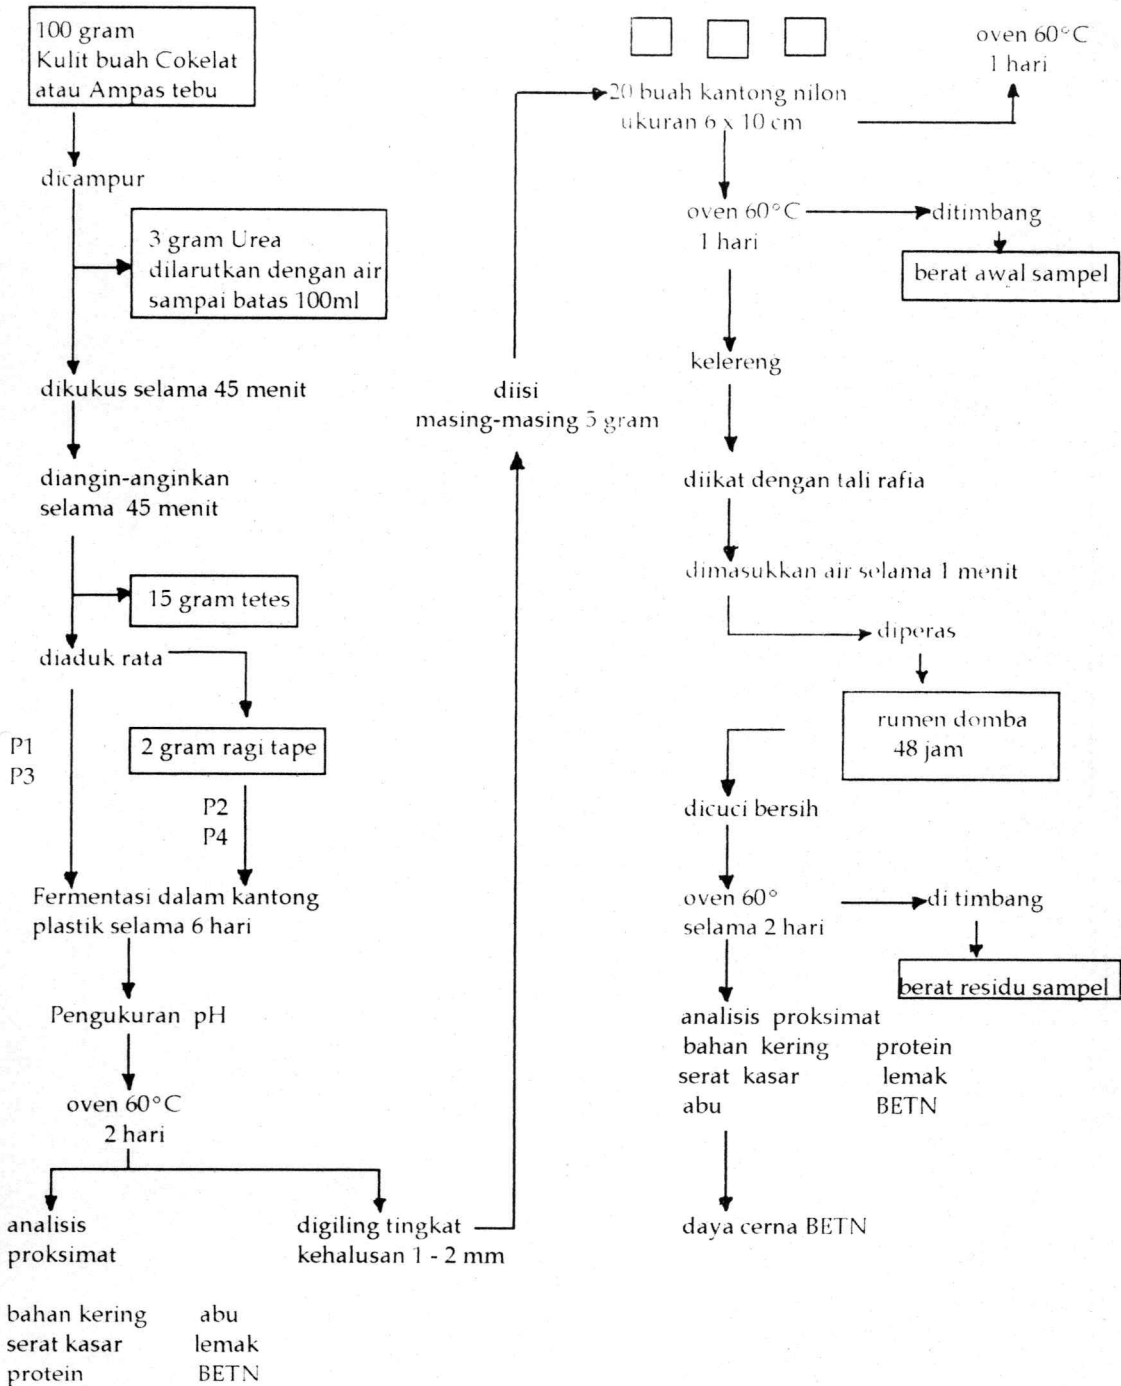 100 gram
Kulit buah Cokelat
atau Ampas tebu
dicampur
3 gram Urea
dilarutkan dengan air
sampai batas 100ml
dikukus selama 45 menit
diangin-anginkan
selama 45 menit
15 gram tetes
diaduk rata
P1
P3
2 gram ragi tape
P2
P4
Fermentasi dalam kantong
plastik selama 6 hari
Pengukuran pH
oven 60°C
2 hari
analisis
proksimat
bahan kering abu
serat kasar lemak
protein BETN
digiling tingkat
kehalusan 1 - 2 mm
diisi
masing-masing 5 gram
20 buah kantong nilon
ukuran 6 x 10 cm
oven 60°C
1 hari
oven 60°C
1 hari
ditimbang
berat awal sampel
kelereng
diikat dengan tali rafia
dimasukkan air selama 1 menit
diperas
rumen domba
48 jam
dicuci bersih
oven 60°
selama 2 hari
di timbang
berat residu sampel
analisis proksimat
bahan kering protein
serat kasar lemak
abu BETN
daya cerna BETN